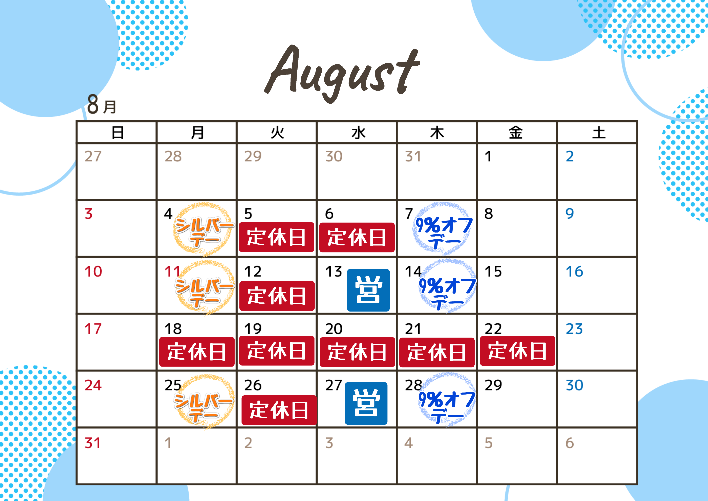 August
8月
日 月 火 水 木 金 土
27 28 29 30 31 1 2
3 4 シルバーデー 5 定休日 6 定休日 7 9%オフデー 8 9
10 11 シルバーデー 12 定休日 13 営 14 9%オフデー 15 16
17 18 定休日 19 定休日 20 定休日 21 定休日 22 定休日 23
24 25 シルバーデー 26 定休日 27 営 28 9%オフデー 29 30
31 1 2 3 4 5 6